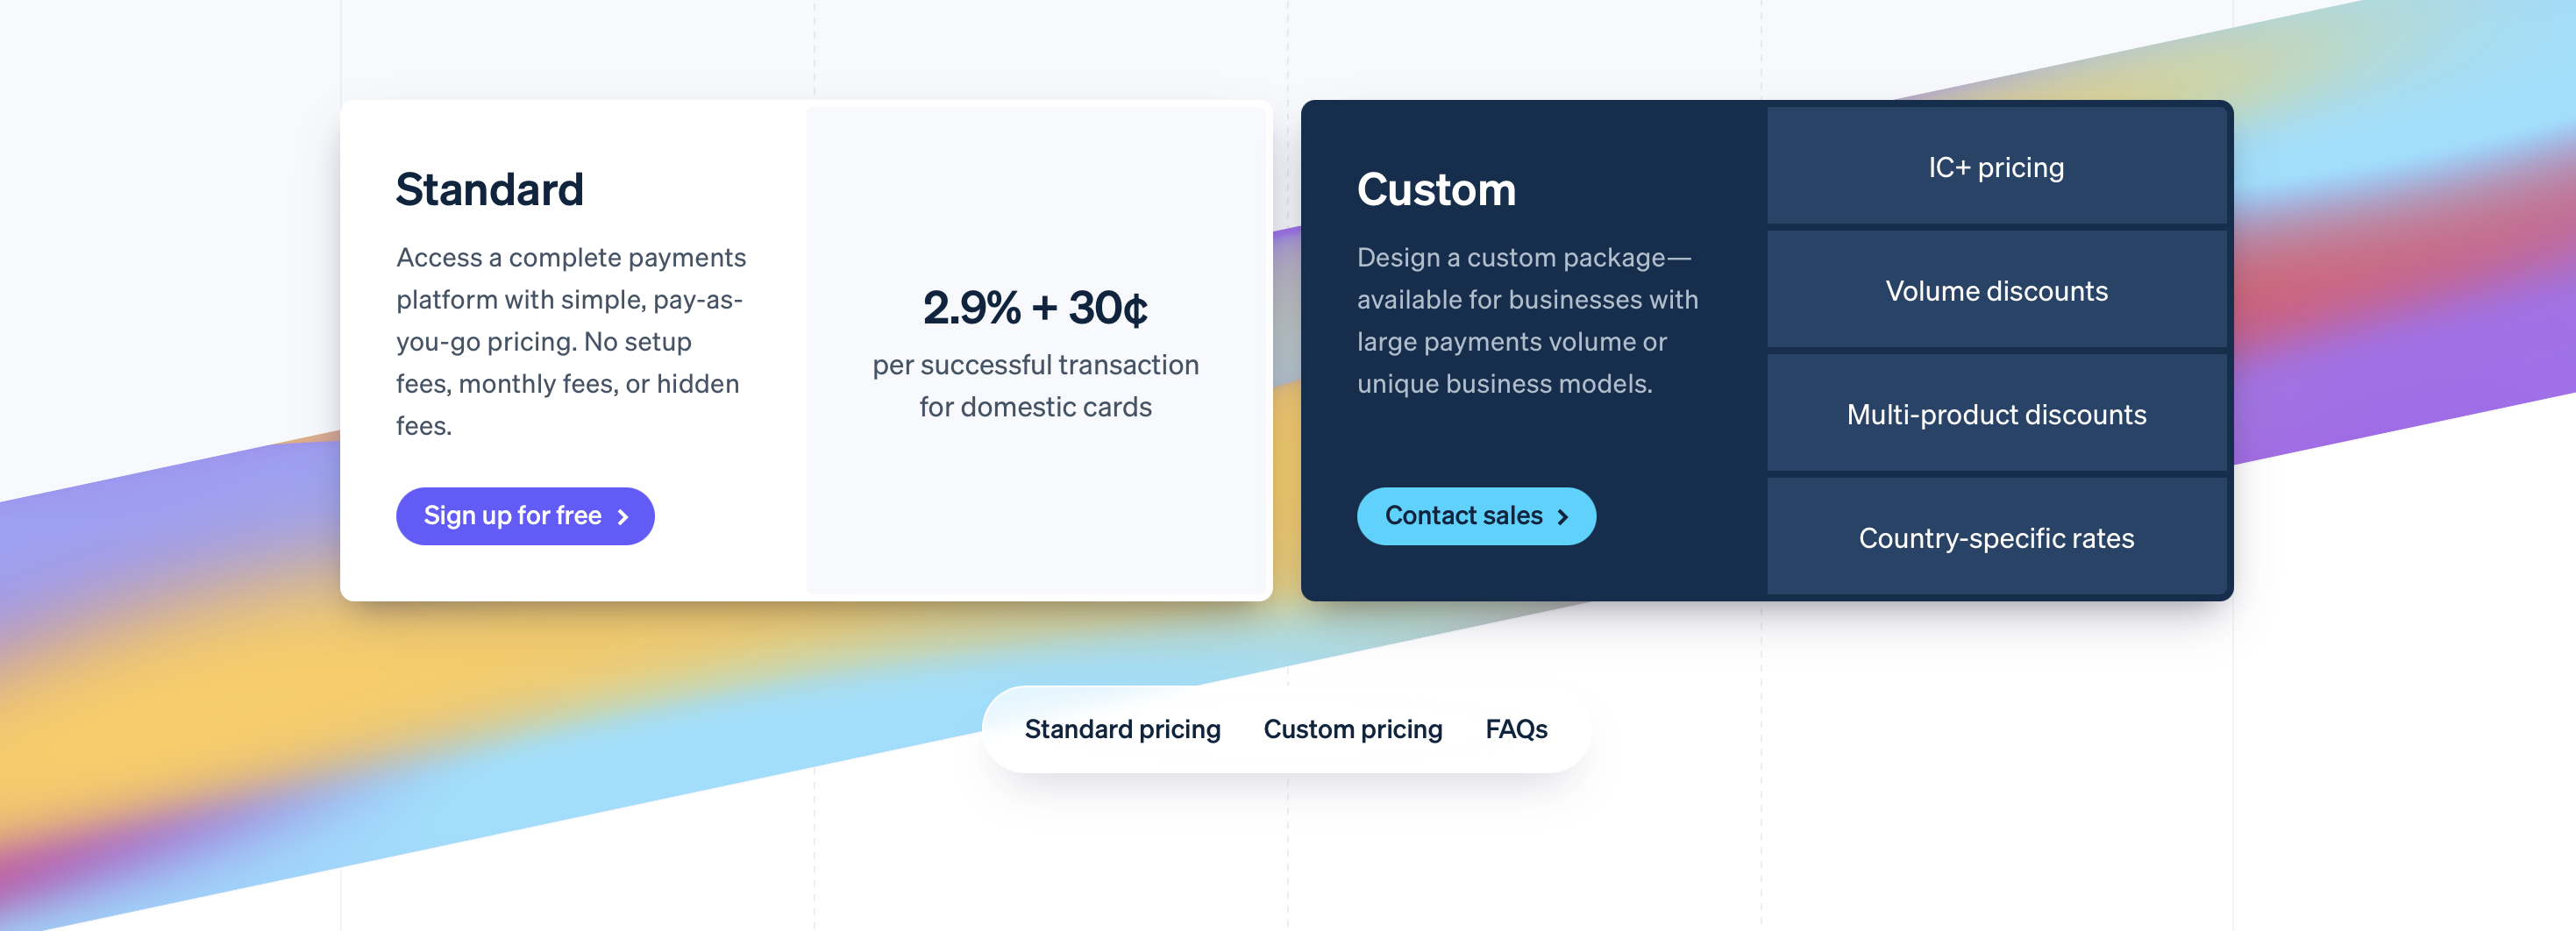 Standard
Access a complete payments
platform with simple, pay-as-
you-go pricing. No setup
fees, monthly fees, or hidden
fees.
Sign up for free
2.9% + 30¢
per successful transaction
for domestic cards
Custom
Design a custom package—
available for businesses with
large payments volume or
unique business models.
Contact sales
IC+ pricing
Volume discounts
Multi-product discounts
Country-specific rates
Standard pricing
Custom pricing
FAQs